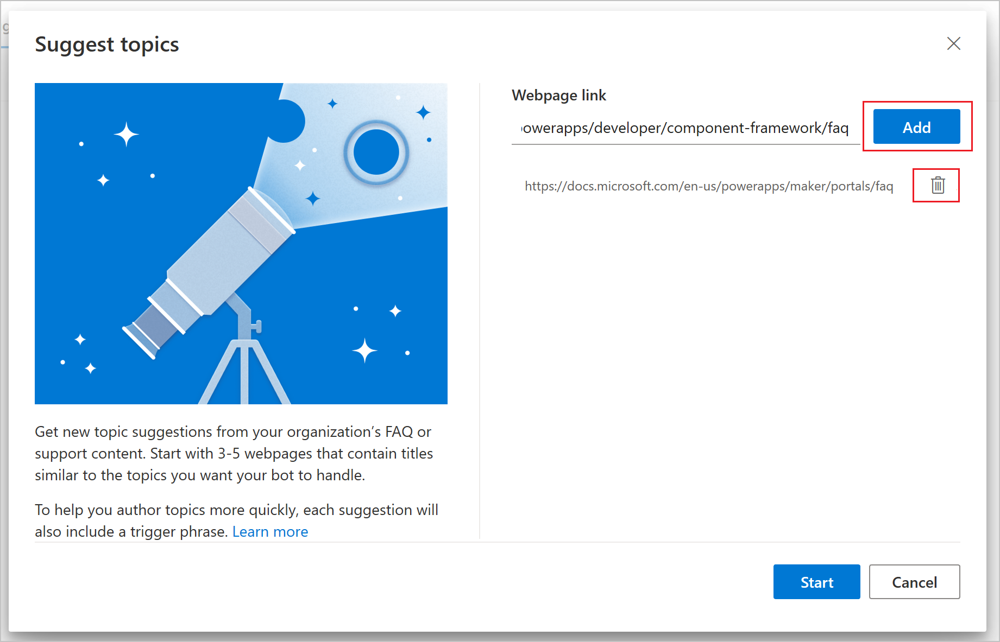 Suggest topics
Webpage link
powerapps/developer/component-framework/faq
Add
https://docs.microsoft.com/en-us/powerapps/maker/portals/faq
Get new topic suggestions from your organization’s FAQ or
support content. Start with 3-5 webpages that contain titles
similar to the topics you want your bot to handle.
To help you author topics more quickly, each suggestion will
also include a trigger phrase. Learn more
Start
Cancel